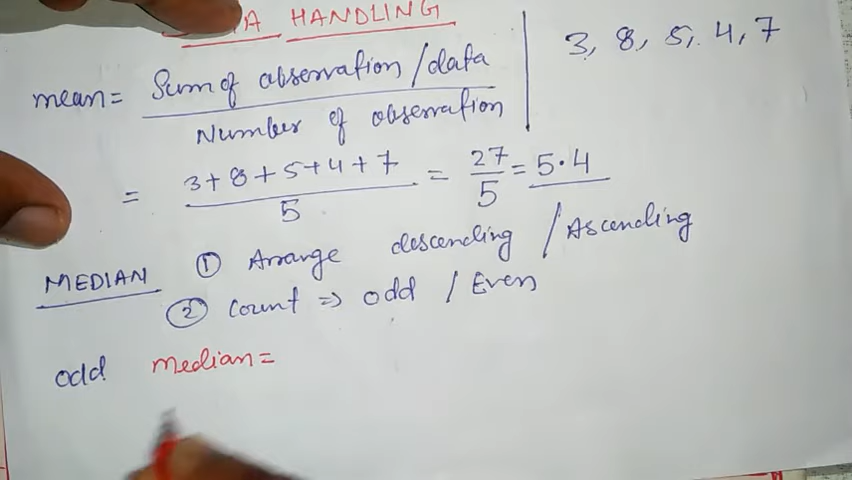 HANDLING
3, 8, 5, 4, 7
mean = Sum of observation / data
Number of observation
= 3+8+5+4+7 / 5 = 27 / 5 = 5.4
MEDIAN ① Arrange descending / Ascending
② Count ⇒ odd / Even
odd median =